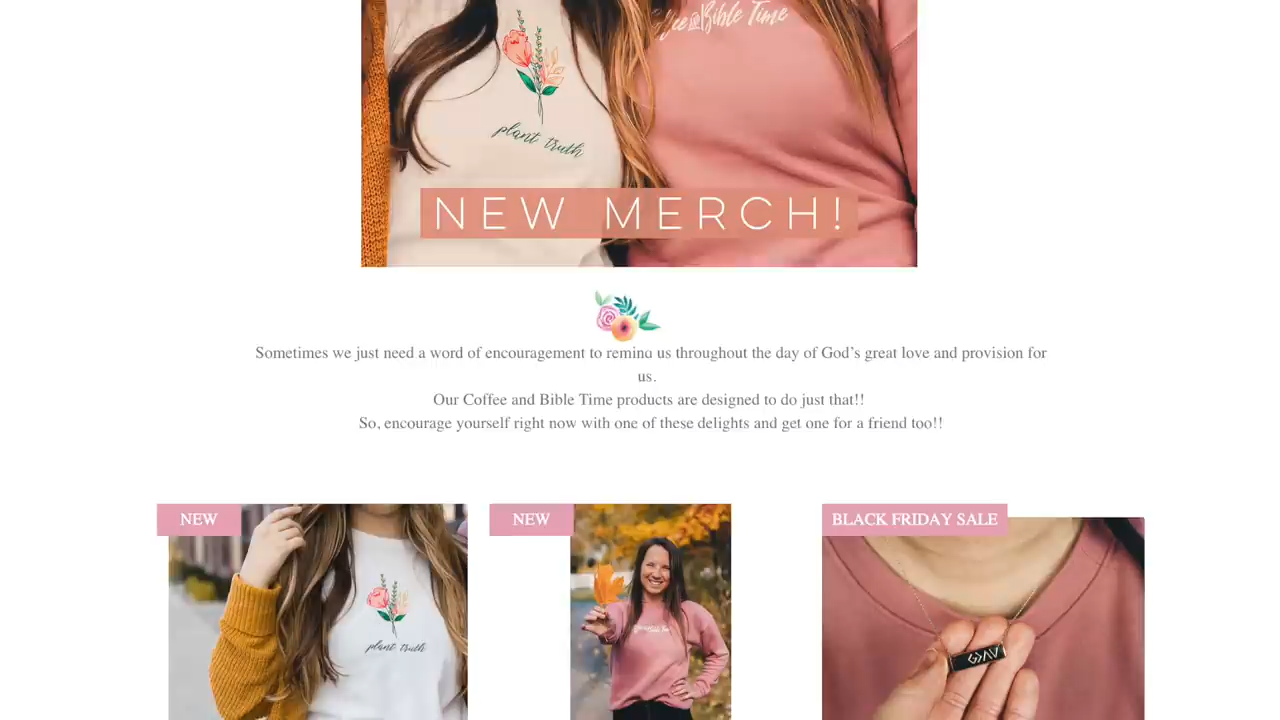 Bible Time
plant truth
NEW MERCH!
Sometimes we just need a word of encouragement to remind us throughout the day of God's great love and provision for
us.
Our Coffee and Bible Time products are designed to do just that!!
So, encourage yourself right now with one of these delights and get one for a friend too!!
NEW
NEW
BLACK FRIDAY SALE
plant truth
G>∧∨